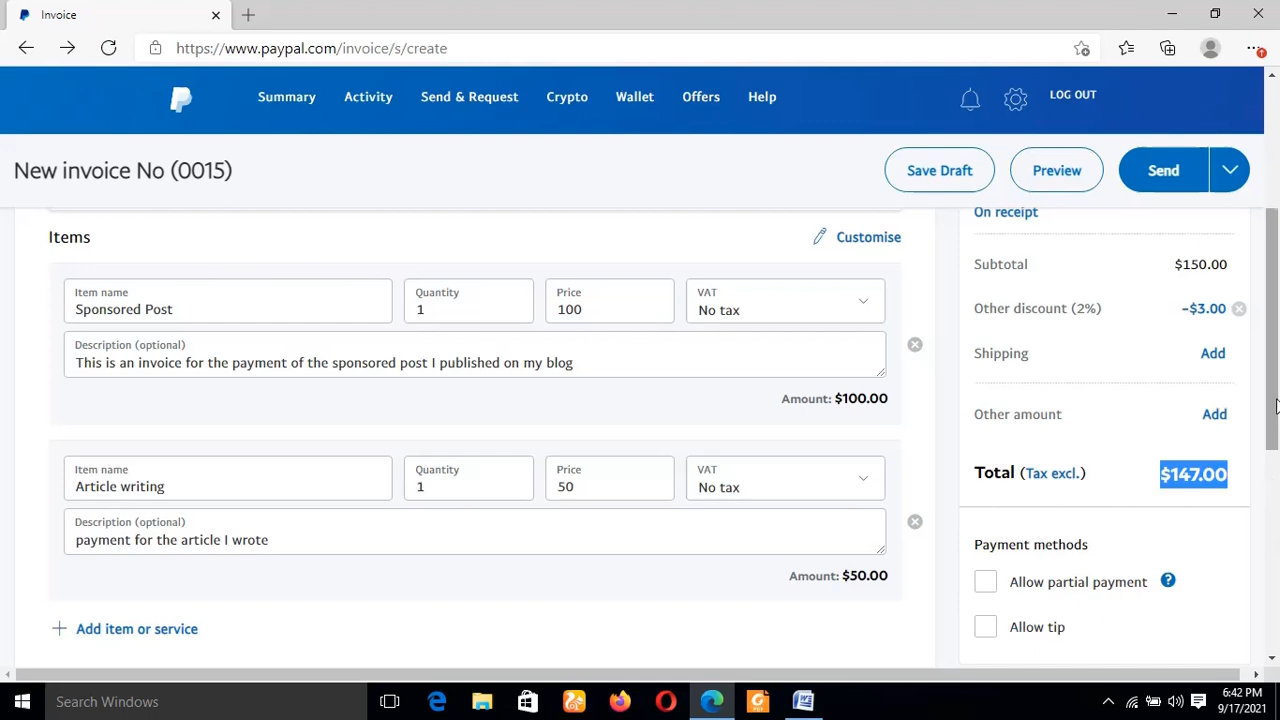 Invoice
https://www.paypal.com/invoice/s/create
Summary
Activity
Send & Request
Crypto
Wallet
Offers
Help
LOG OUT
New invoice No (0015)
Save Draft
Preview
Send
On receipt
Items
Customise
Subtotal
$150.00
Item name
Sponsored Post
Quantity
1
Price
100
VAT
No tax
Other discount (2%)
-$3.00
Description (optional)
This is an invoice for the payment of the sponsored post I published on my blog
Shipping
Add
Amount: $100.00
Other amount
Add
Item name
Article writing
Quantity
1
Price
50
VAT
No tax
Total (Tax excl.)
$147.00
Description (optional)
payment for the article I wrote
Payment methods
Amount: $50.00
Allow partial payment
?
Add item or service
Allow tip
Search Windows
6:42 PM
9/17/2021